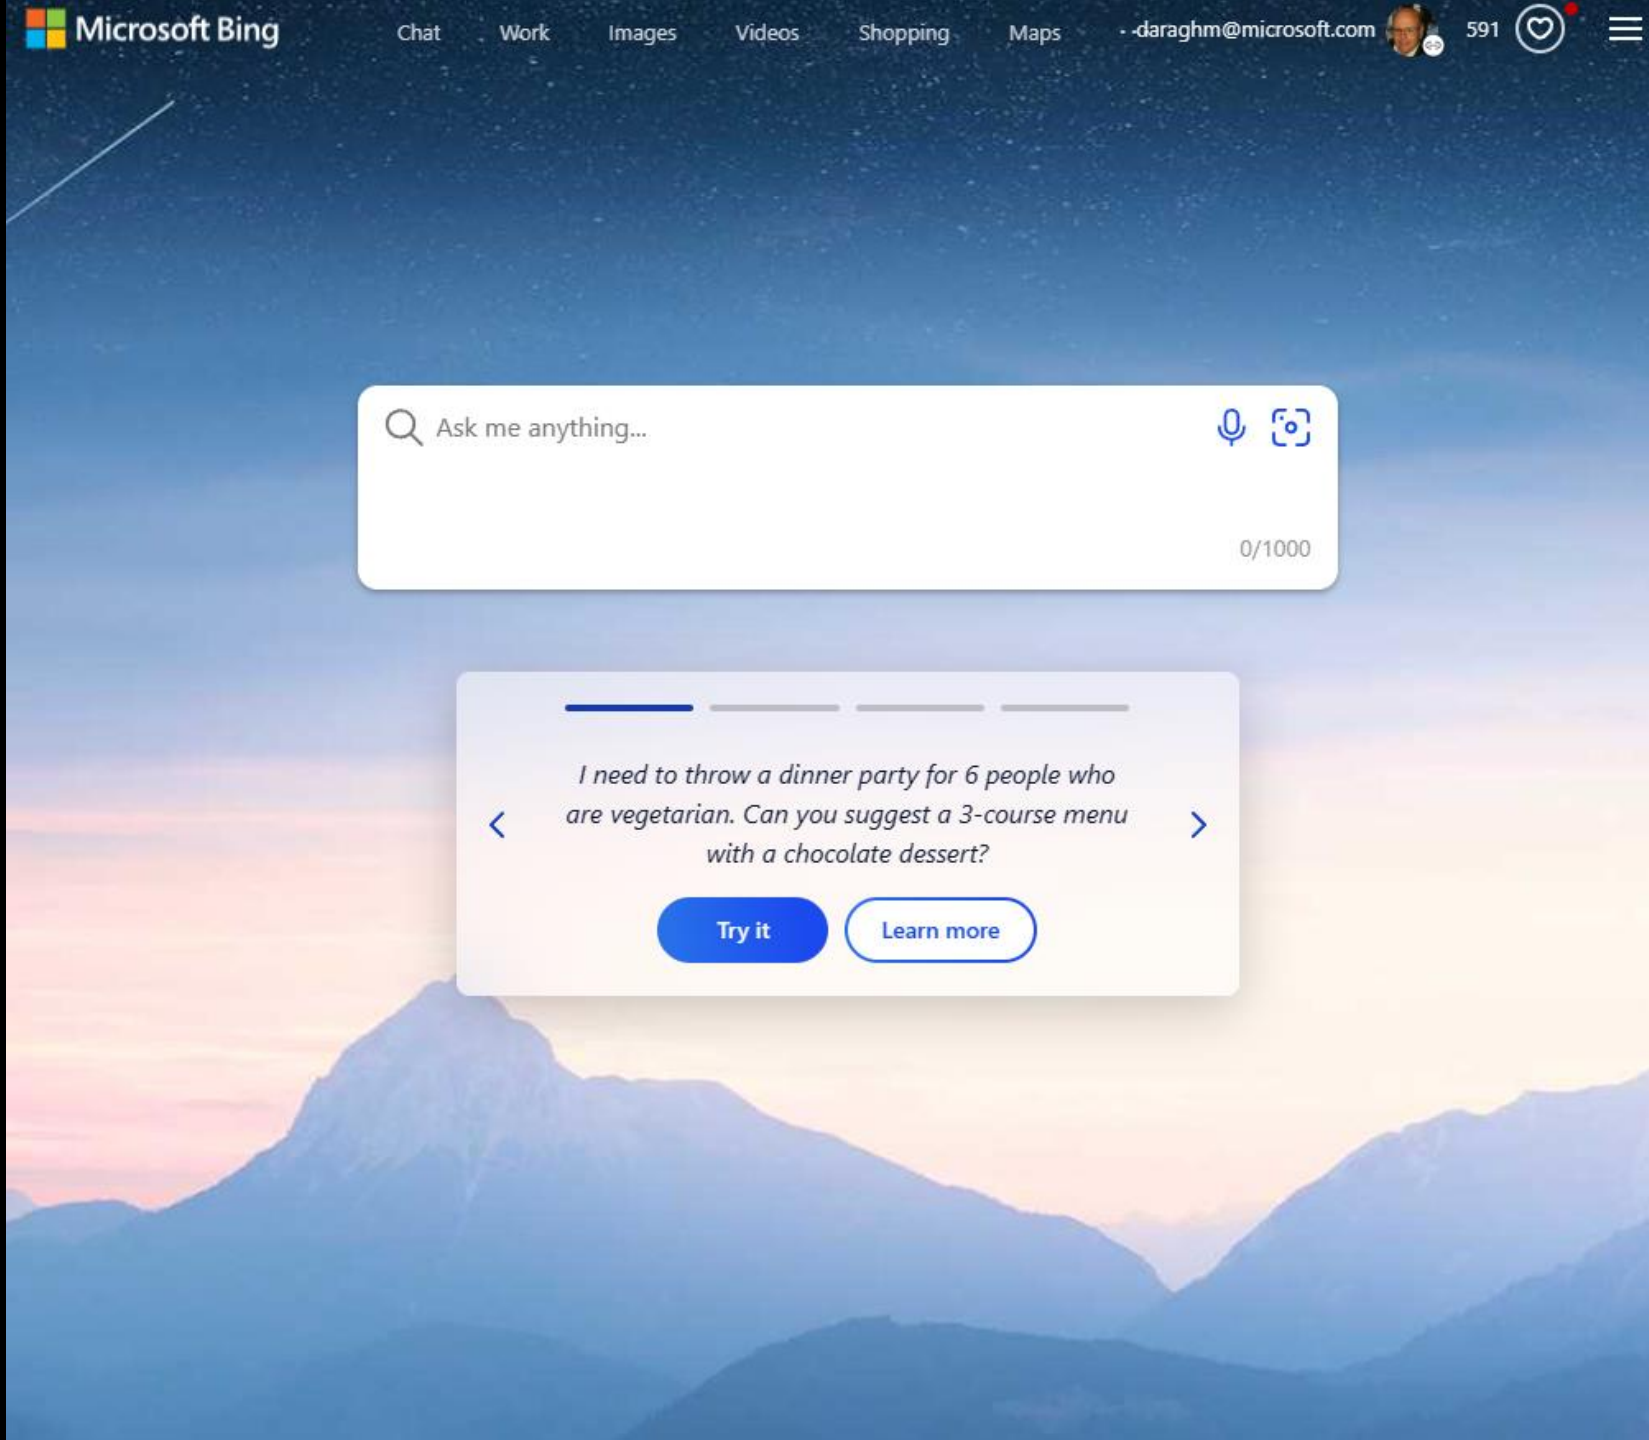 Microsoft Bing
Chat Work Images Videos Shopping Maps daraghm@microsoft.com 591
Ask me anything...
0/1000
I need to throw a dinner party for 6 people who
are vegetarian. Can you suggest a 3-course menu
with a chocolate dessert?
Try it Learn more